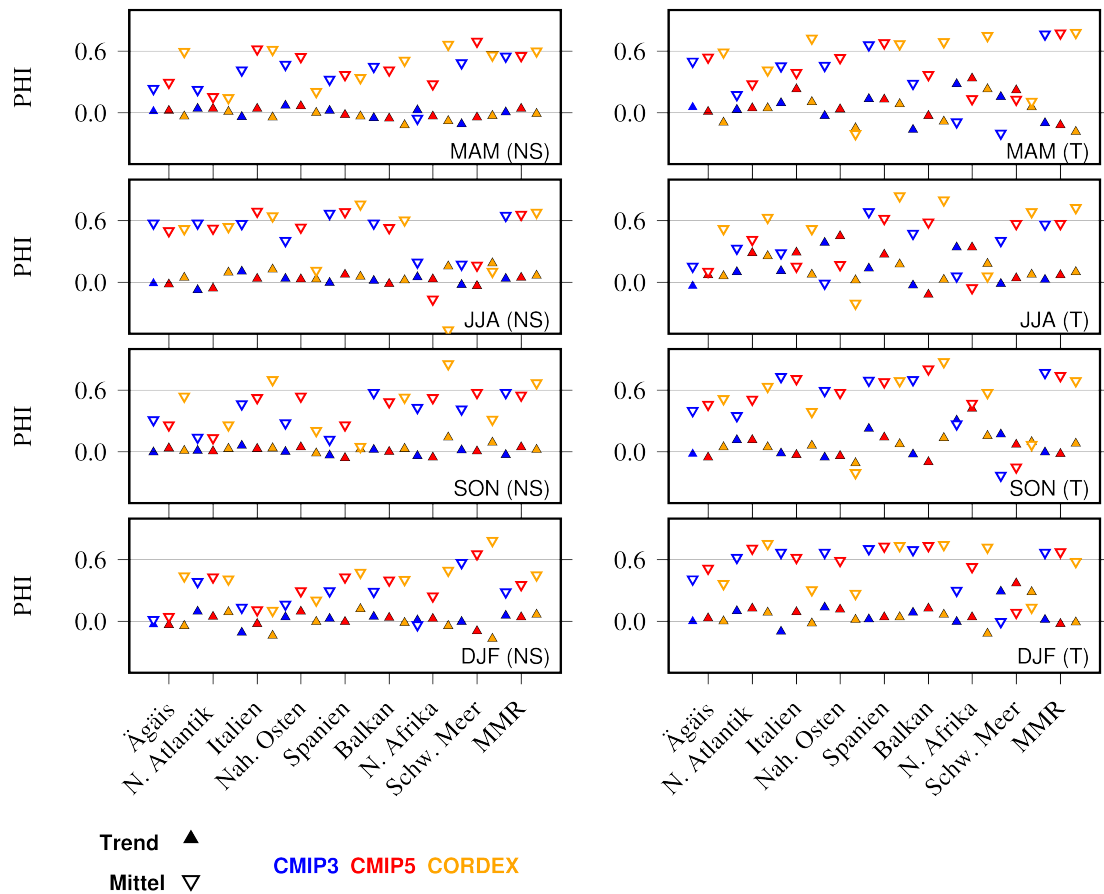 PHI
0.6
0.0
MAM (NS)
MAM (T)
PHI
0.6
0.0
JJA (NS)
JJA (T)
PHI
0.6
0.0
SON (NS)
SON (T)
PHI
0.6
0.0
DJF (NS)
DJF (T)
Ägäis
N. Atlantik
Italien
Nah. Osten
Spanien
Balkan
N. Afrika
Schw. Meer
MMR
Ägäis
N. Atlantik
Italien
Nah. Osten
Spanien
Balkan
N. Afrika
Schw. Meer
MMR
Trend
Mittel
CMIP3 CMIP5 CORDEX